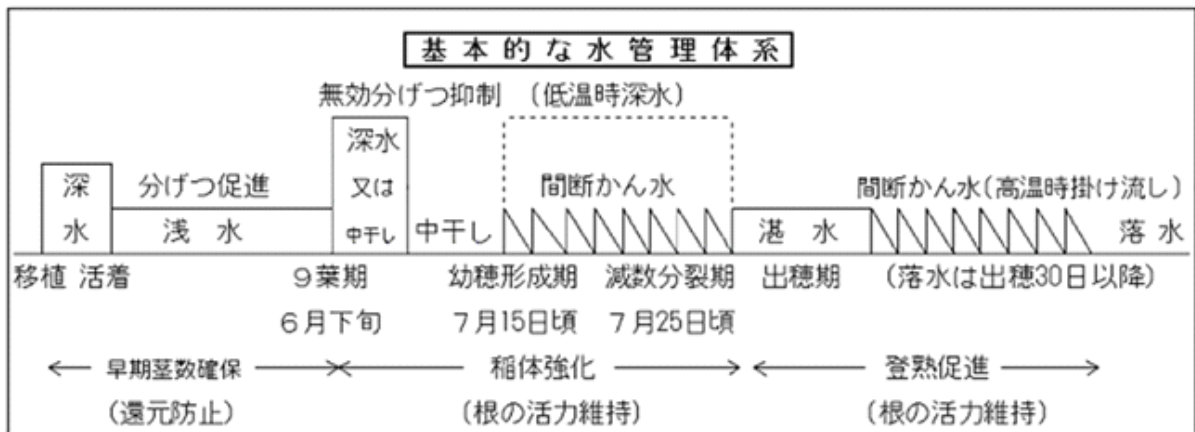 基本的な水管理体系
無効分げつ抑制 (低温時深水)
深水
又は
中干し
深
水
分げつ促進
浅 水
中干し
間断かん水
湛 水
間断かん水(高温時掛け流し)
落 水
移植 活着 9葉期 幼穂形成期 減数分裂期 出穂期 (落水は出穂30日以降)
6月下旬 7月15日頃 7月25日頃
早期茎数確保 稲体強化 登熟促進
(還元防止) (根の活力維持) (根の活力維持)